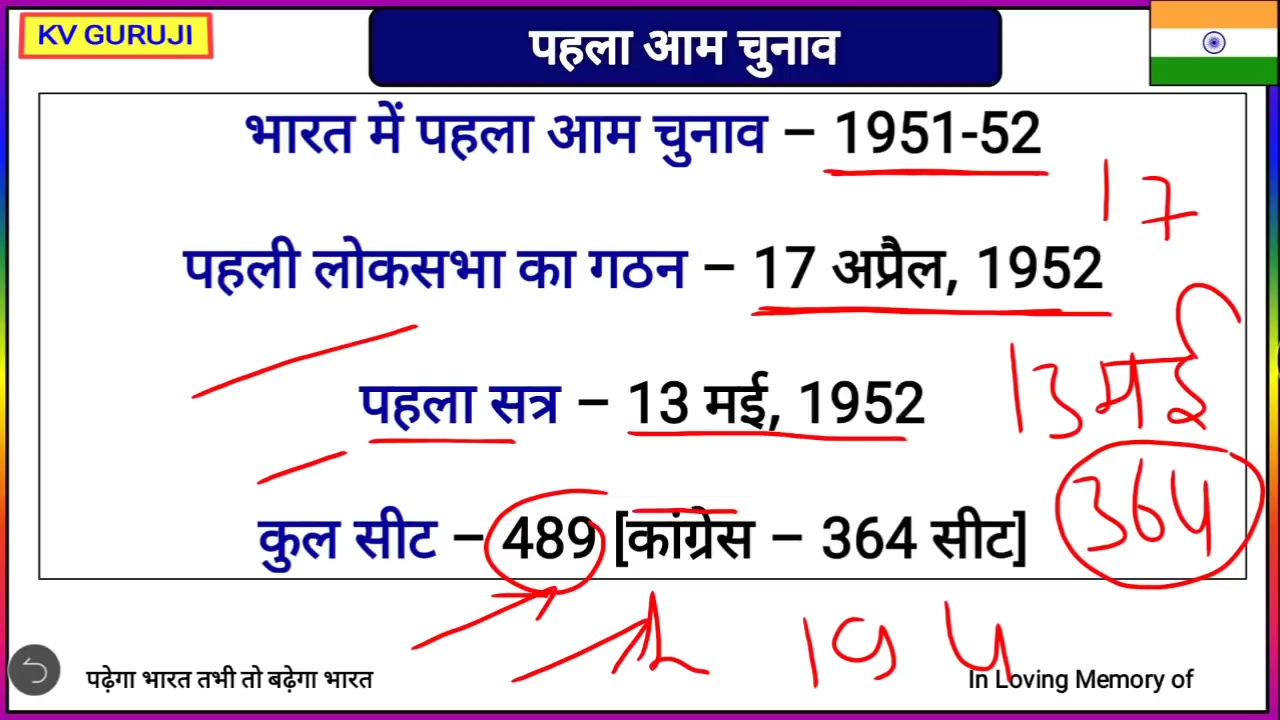 KV GURUJI
पहला आम चुनाव
भारत में पहला आम चुनाव – 1951-52
17
पहली लोकसभा का गठन – 17 अप्रैल, 1952
पहला सत्र – 13 मई, 1952
13 मई
कुल सीट – 489 [कांग्रेस – 364 सीट]
364
पढ़ेगा भारत तभी तो बढ़ेगा भारत
In Loving Memory of